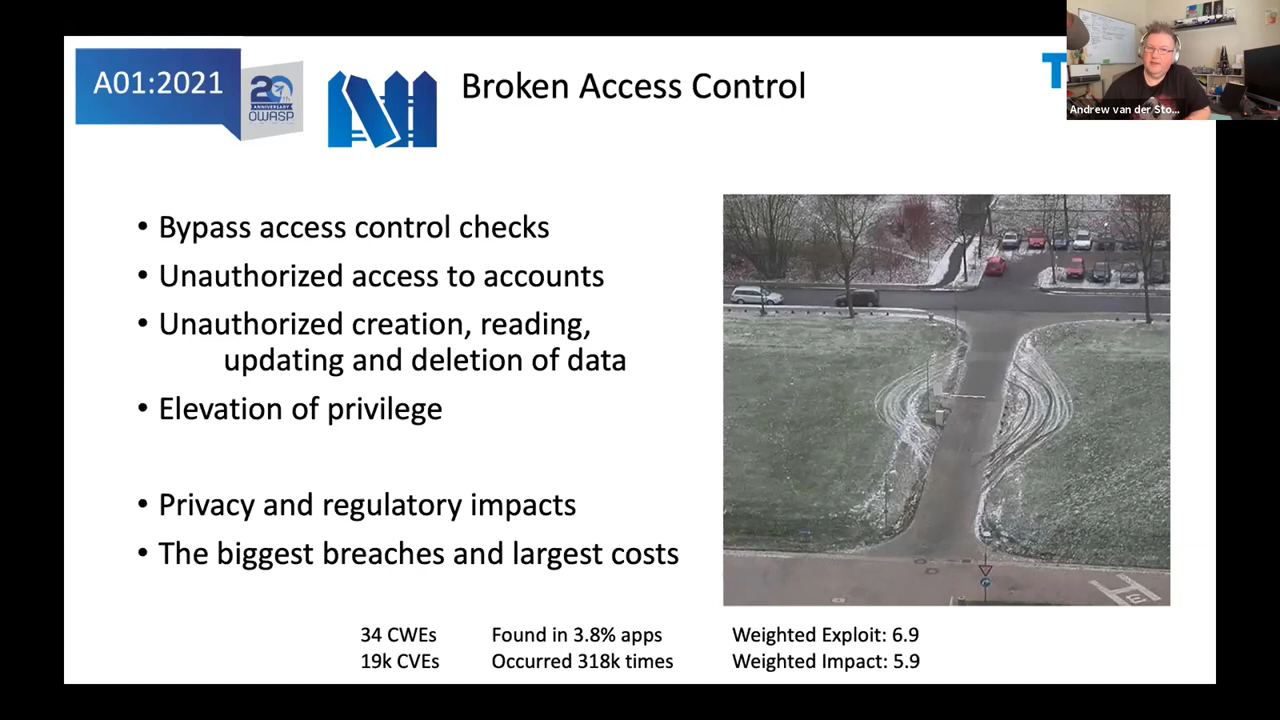 A01:2021
20th
ANNIVERSARY
OWASP
Broken Access Control
T
Andrew van der Sto...
• Bypass access control checks
• Unauthorized access to accounts
• Unauthorized creation, reading,
updating and deletion of data
• Elevation of privilege
• Privacy and regulatory impacts
• The biggest breaches and largest costs
34 CWEs
Found in 3.8% apps
Weighted Exploit: 6.9
19k CVEs
Occurred 318k times
Weighted Impact: 5.9